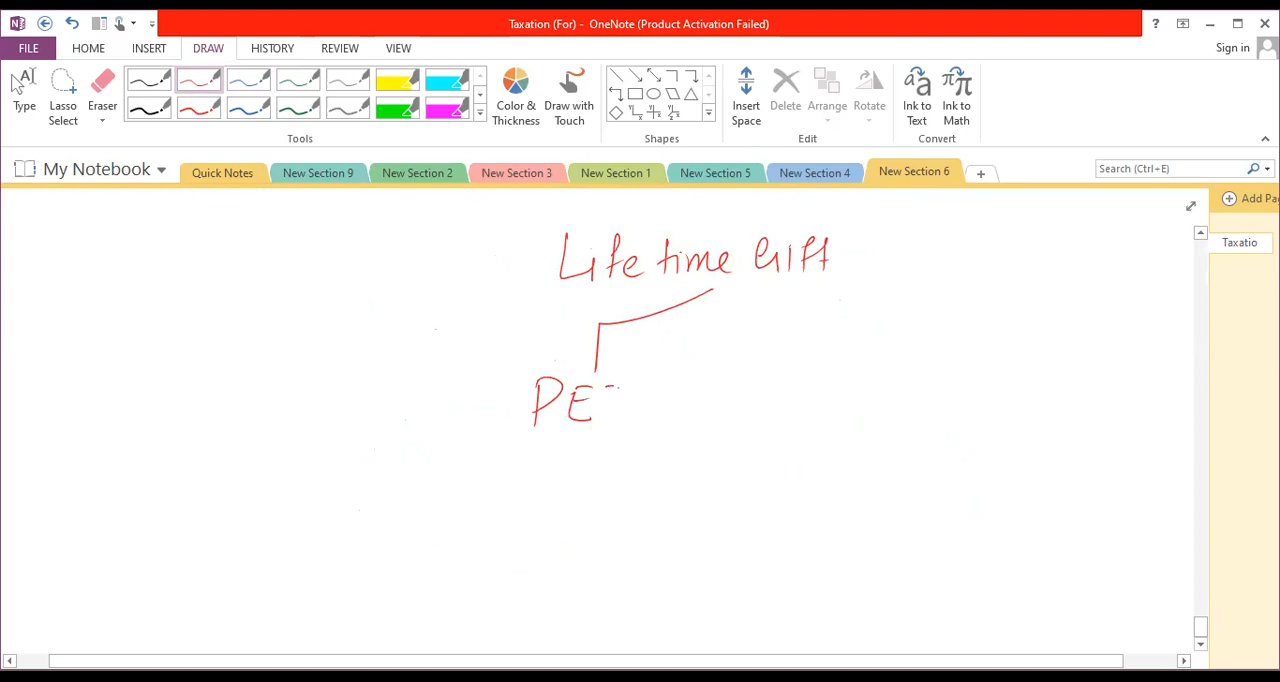 Taxation (For) - OneNote (Product Activation Failed)
?
FILE HOME INSERT DRAW HISTORY REVIEW VIEW Sign in
Type Lasso Select Eraser Color & Thickness Draw with Touch Insert Space Delete Arrange Rotate Ink to Text Ink to Math
Tools Shapes Edit Convert
My Notebook Quick Notes New Section 9 New Section 2 New Section 3 New Section 1 New Section 5 New Section 4 New Section 6 Search (Ctrl+E)
Add Pag
Taxatio
Life time Gift
PE